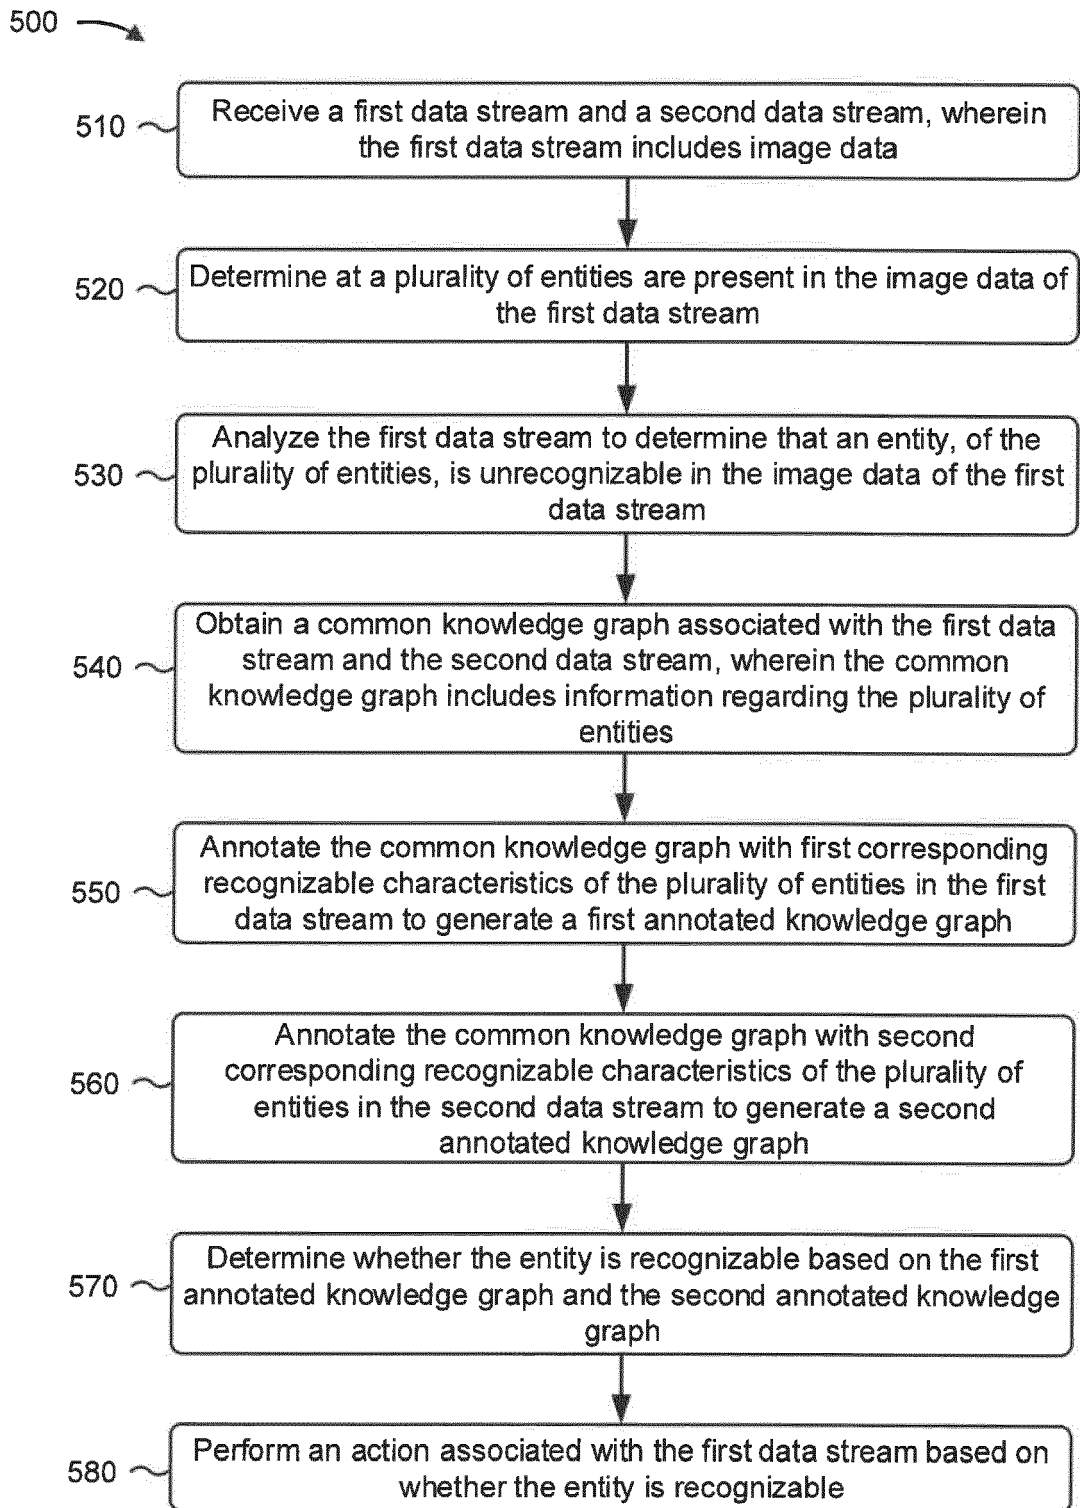 500
510
Receive a first data stream and a second data stream, wherein
the first data stream includes image data
520
Determine at a plurality of entities are present in the image data of
the first data stream
530
Analyze the first data stream to determine that an entity, of the
plurality of entities, is unrecognizable in the image data of the first
data stream
540
Obtain a common knowledge graph associated with the first data
stream and the second data stream, wherein the common
knowledge graph includes information regarding the plurality of
entities
550
Annotate the common knowledge graph with first corresponding
recognizable characteristics of the plurality of entities in the first
data stream to generate a first annotated knowledge graph
560
Annotate the common knowledge graph with second
corresponding recognizable characteristics of the plurality of
entities in the second data stream to generate a second
annotated knowledge graph
570
Determine whether the entity is recognizable based on the first
annotated knowledge graph and the second annotated knowledge
graph
580
Perform an action associated with the first data stream based on
whether the entity is recognizable